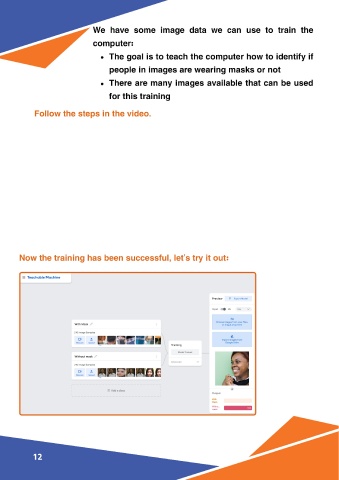 We have some image data we can use to train the
computer:
• The goal is to teach the computer how to identify if
people in images are wearing masks or not
• There are many images available that can be used
for this training
Follow the steps in the video.
Now the training has been successful, let's try it out:
Teachable Machine
Preview
With mask
Training
Without mask
12